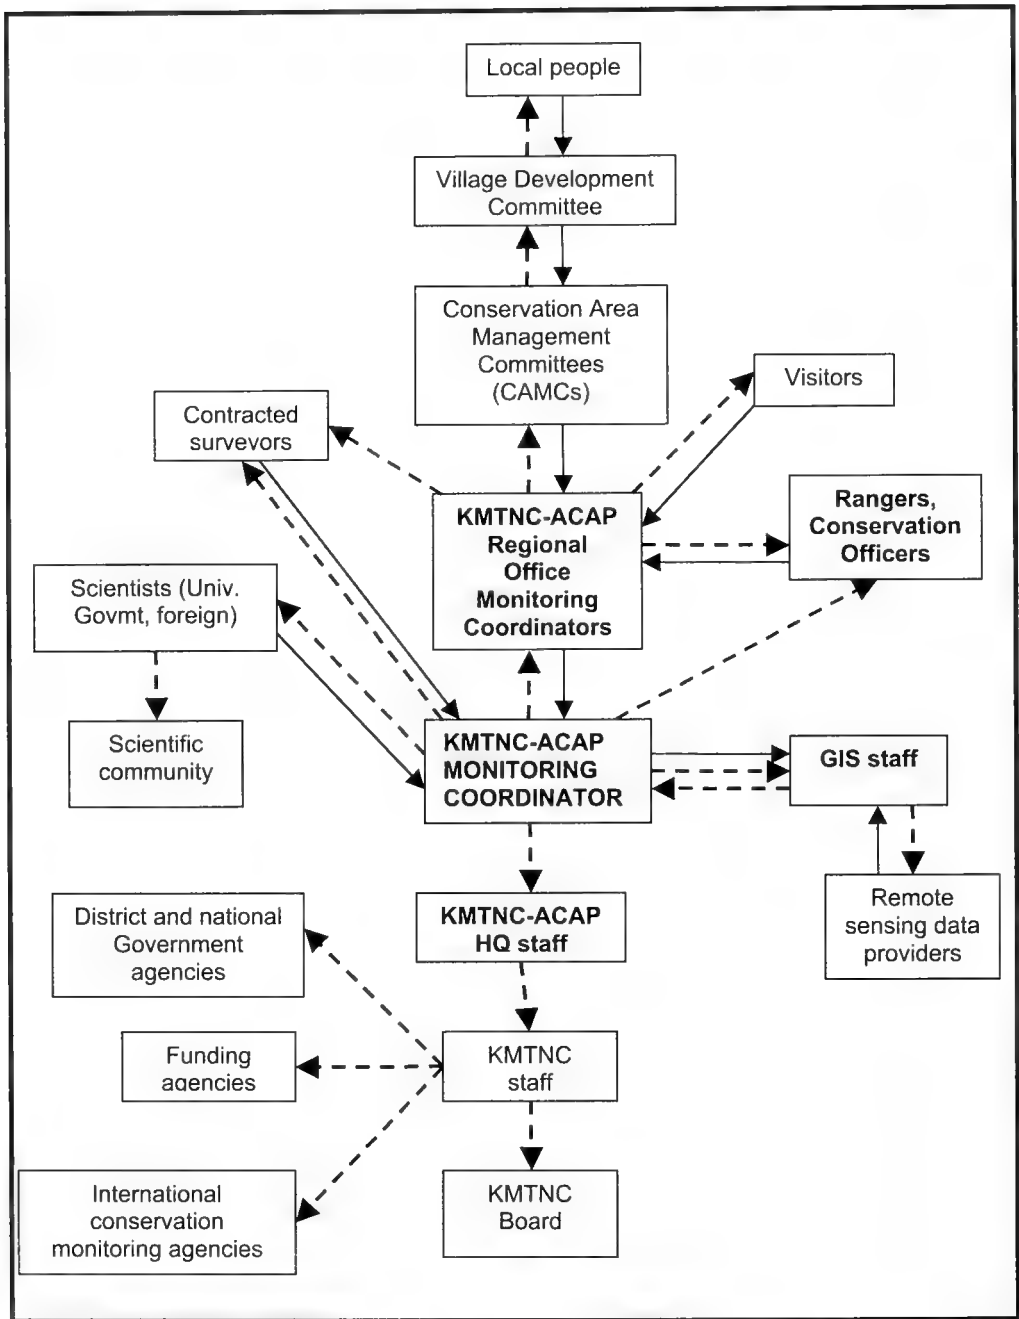 Local people
Village Development
Committee
Conservation Area
Management
Committees
(CAMCs)
Visitors
Contracted
surveyors
KMTNC-ACAP
Regional
Office
Monitoring
Coordinators
Rangers,
Conservation
Officers
Scientists (Univ.
Govmt, foreign)
Scientific
community
KMTNC-ACAP
MONITORING
COORDINATOR
GIS staff
Remote
sensing data
providers
KMTNC-ACAP
HQ staff
District and national
Government
agencies
Funding
agencies
KMTNC
staff
International
conservation
monitoring agencies
KMTNC
Board